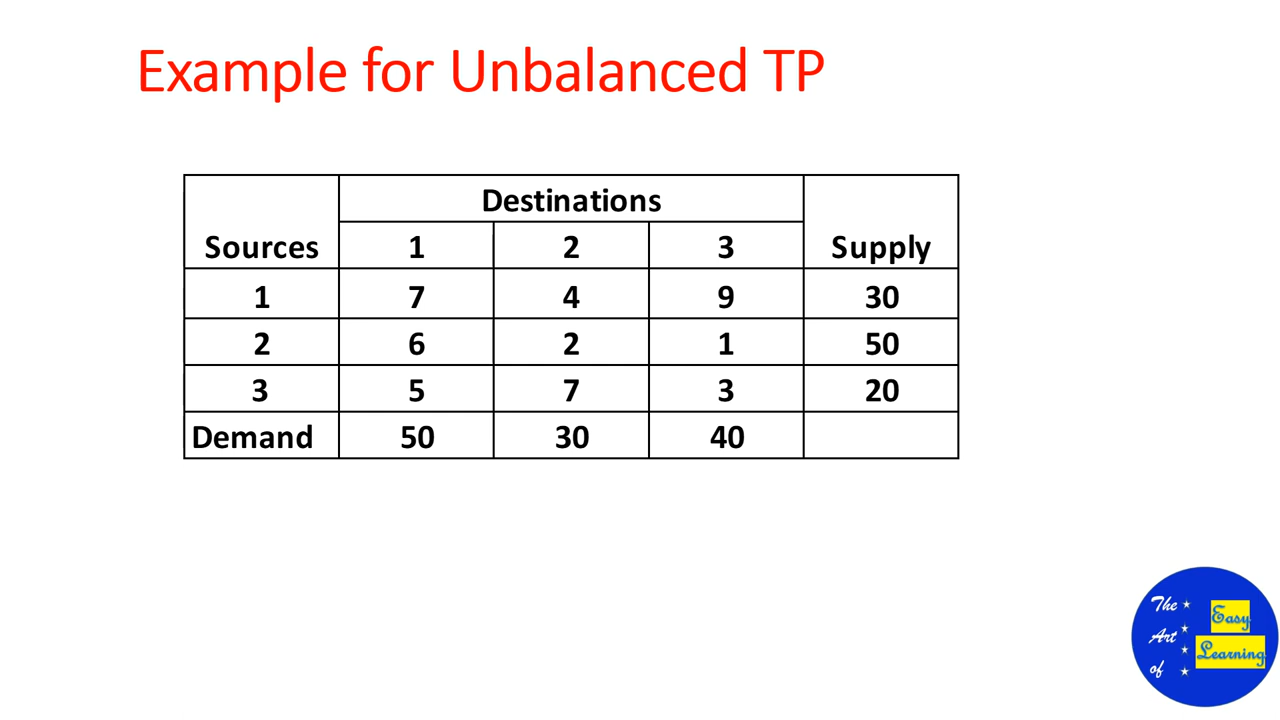 Example for Unbalanced TP
Destinations
Sources 1 2 3 Supply
1 7 4 9 30
2 6 2 1 50
3 5 7 3 20
Demand 50 30 40
The
Art
of
Easy
Learning